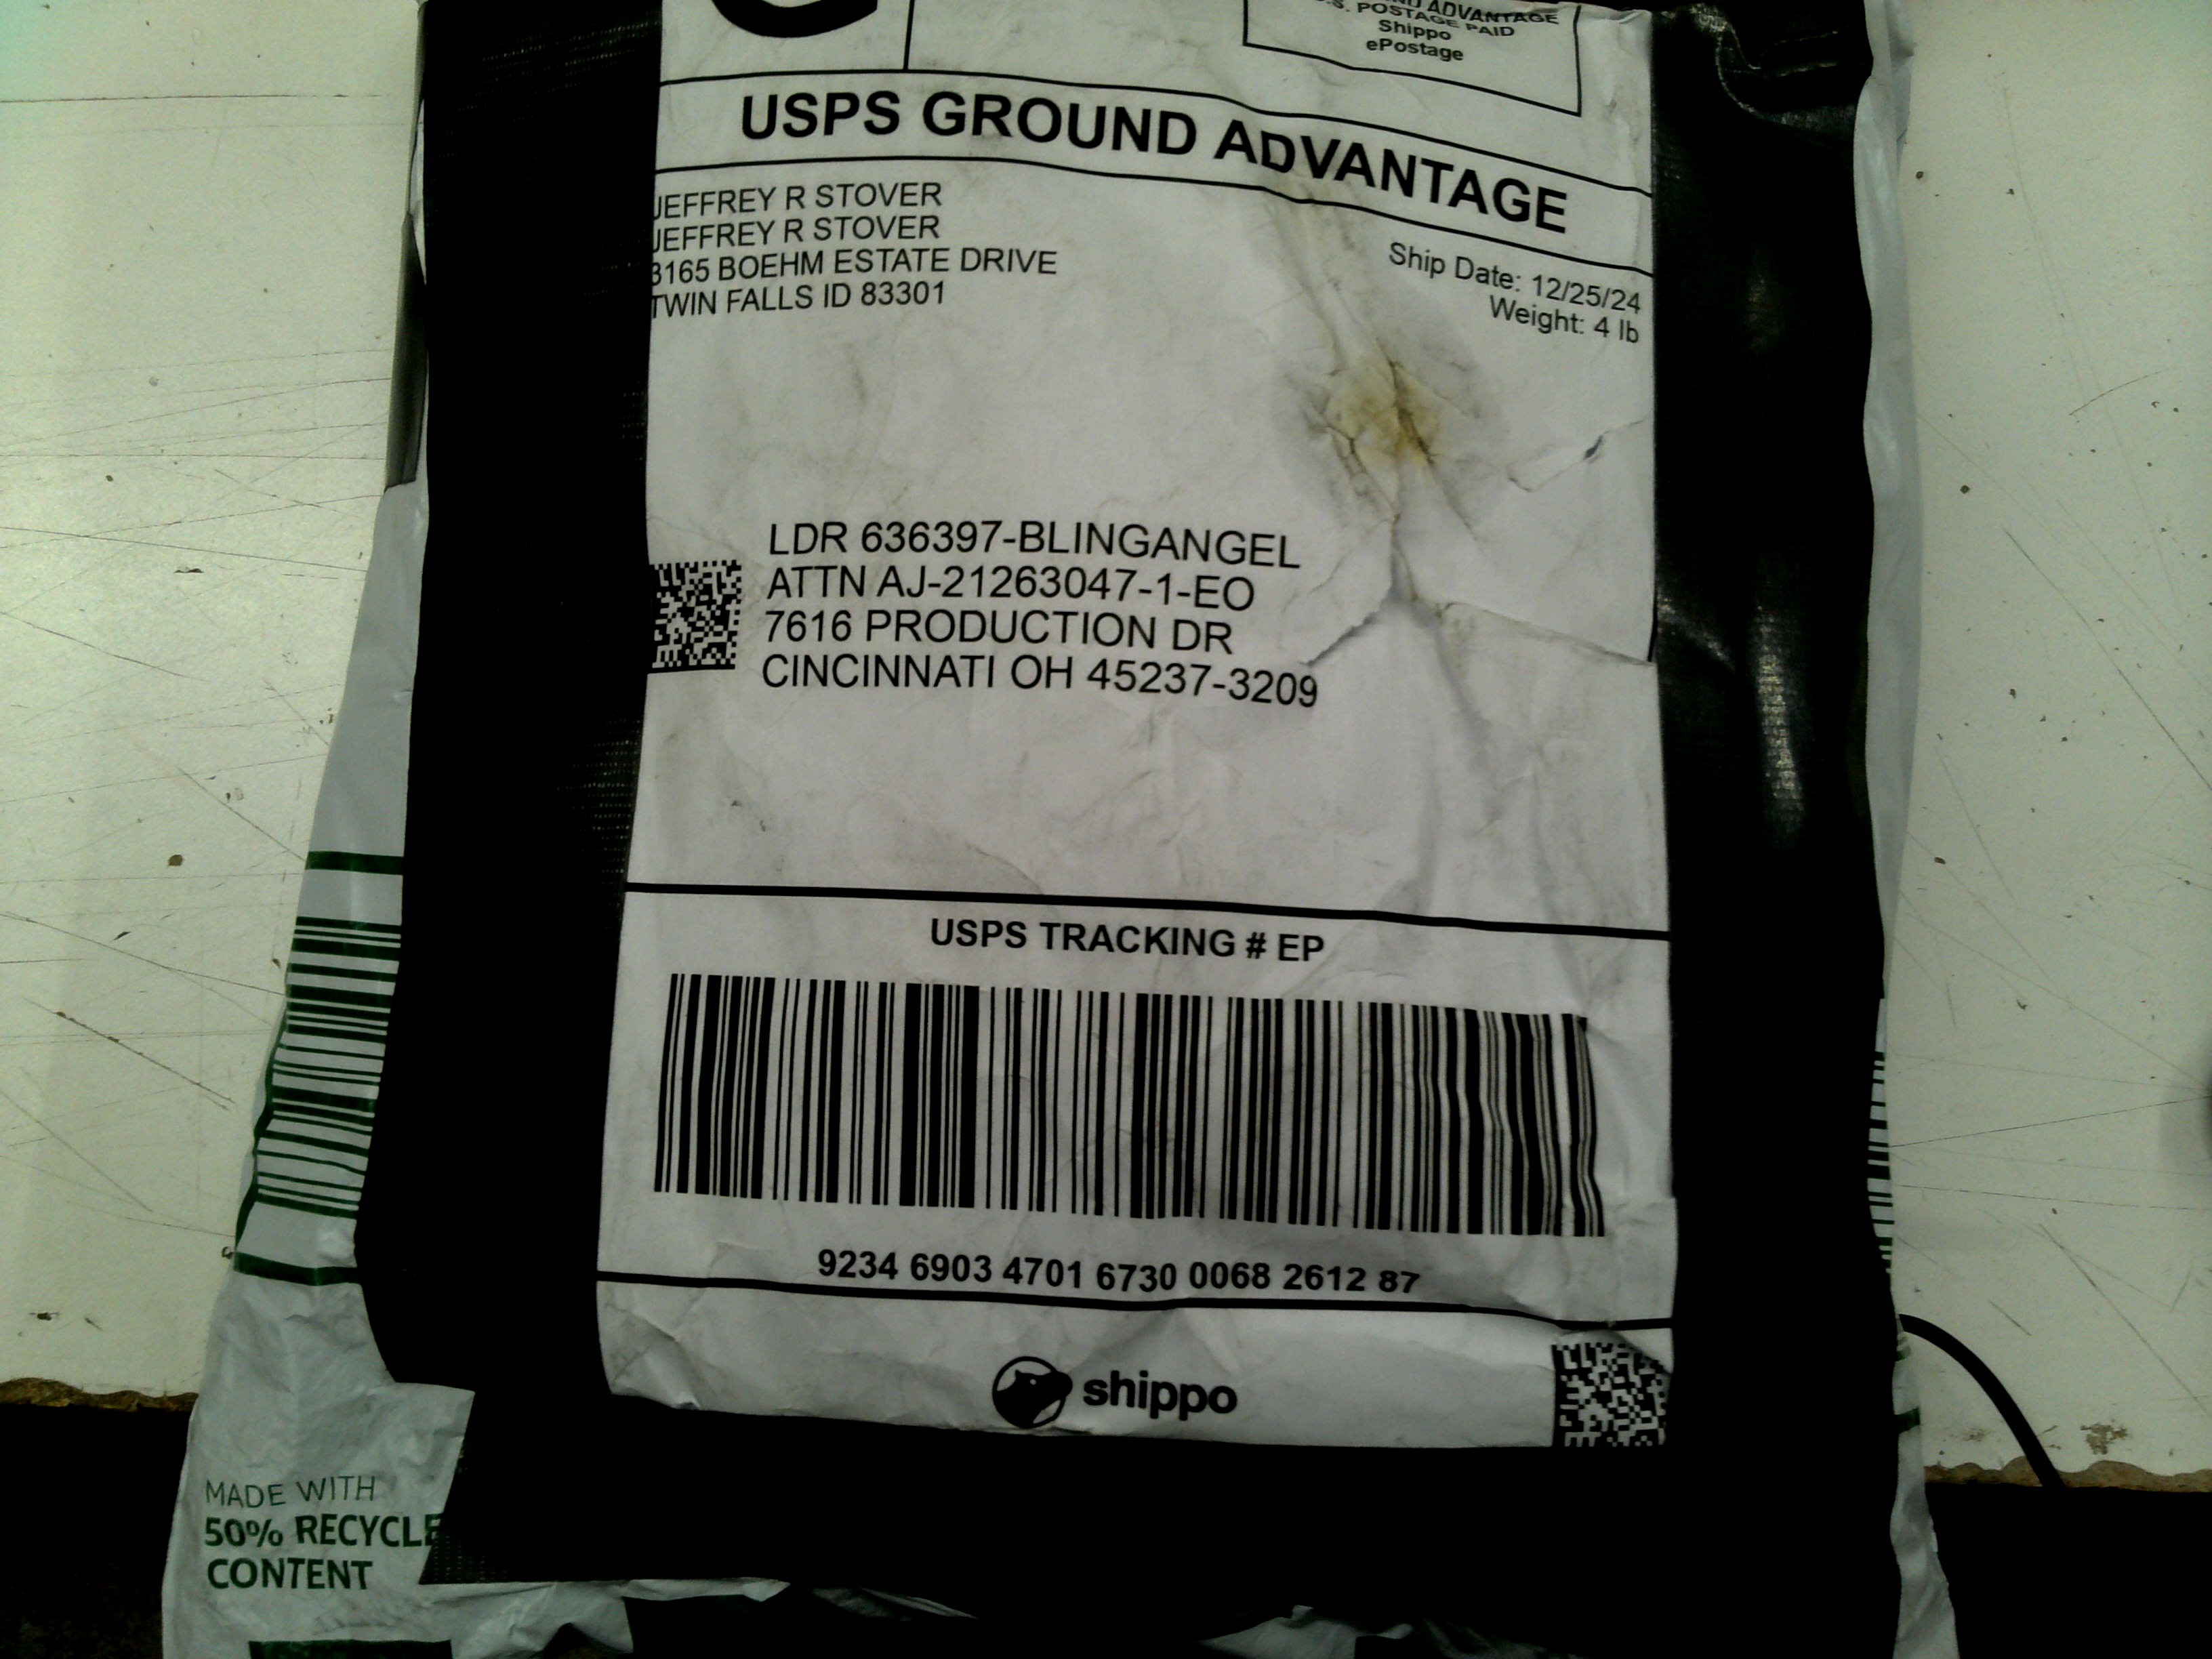 ADVANTAGE
U.S. POSTAGE PAID
Shippo
ePostage
USPS GROUND ADVANTAGE
JEFFREY R STOVER
JEFFREY R STOVER
3165 BOEHM ESTATE DRIVE
TWIN FALLS ID 83301
Ship Date: 12/25/24
Weight: 4 lb
LDR 636397-BLINGANGEL
ATTN AJ-21263047-1-EO
7616 PRODUCTION DR
CINCINNATI OH 45237-3209
USPS TRACKING # EP
9234 6903 4701 6730 0068 2612 87
shippo
MADE WITH
50% RECYCLE
CONTENT